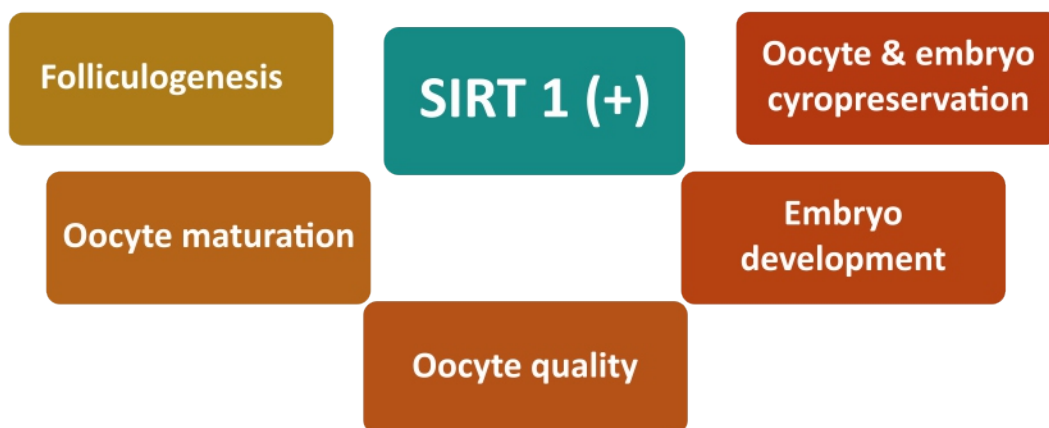 Folliculogenesis
SIRT 1 (+)
Oocyte & embryo
cyropreservation
Oocyte maturation
Embryo
development
Oocyte quality